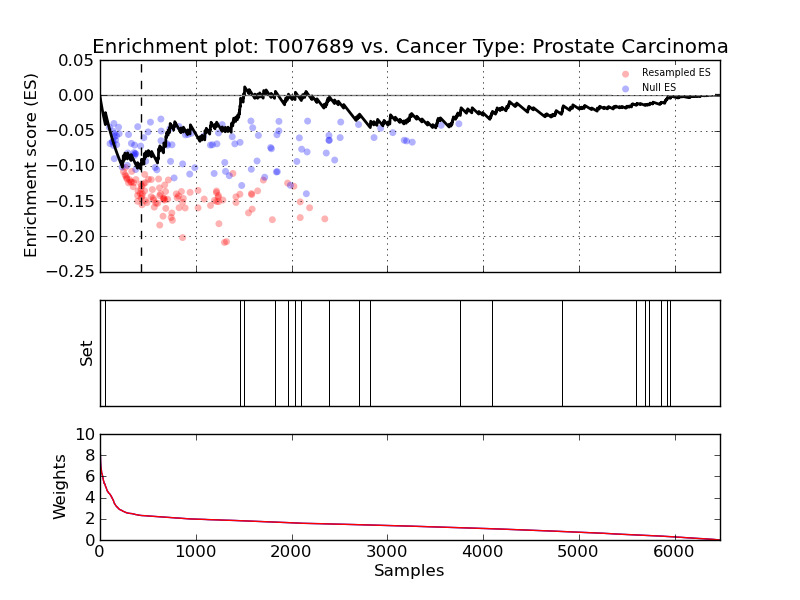 Enrichment plot: T007689 vs. Cancer Type: Prostate Carcinoma
Enrichment score (ES)
0.05
0.00
−0.05
−0.10
−0.15
−0.20
−0.25
Resampled ES
Null ES
Set
Weights
10
8
6
4
2
0
0 1000 2000 3000 4000 5000 6000
Samples